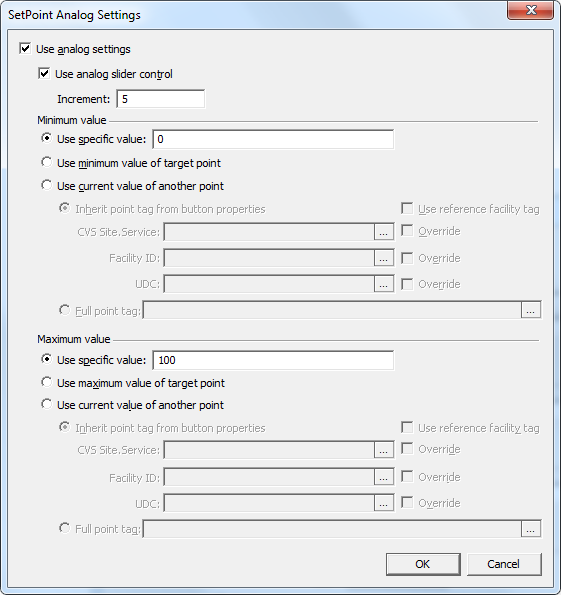 SetPoint Analog Settings
Use analog settings
Use analog slider control
Increment: 5
Minimum value
Use specific value: 0
Use minimum value of target point
Use current value of another point
Inherit point tag from button properties Use reference facility tag
CVS Site.Service: ... Override
Facility ID: ... Override
UDC: ... Override
Full point tag: ...
Maximum value
Use specific value: 100
Use maximum value of target point
Use current value of another point
Inherit point tag from button properties Use reference facility tag
CVS Site.Service: ... Override
Facility ID: ... Override
UDC: ... Override
Full point tag: ...
OK Cancel